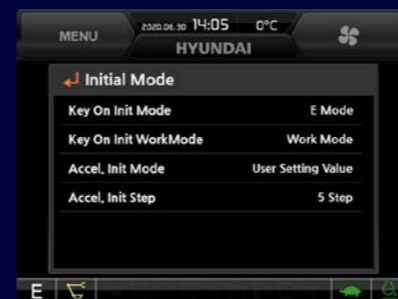 MENU
2020.06.30 14:05 0°C
HYUNDAI
Initial Mode
Key On Init Mode E Mode
Key On Init WorkMode Work Mode
Accel, Init Mode User Setting Value
Accel, Init Step 5 Step
E